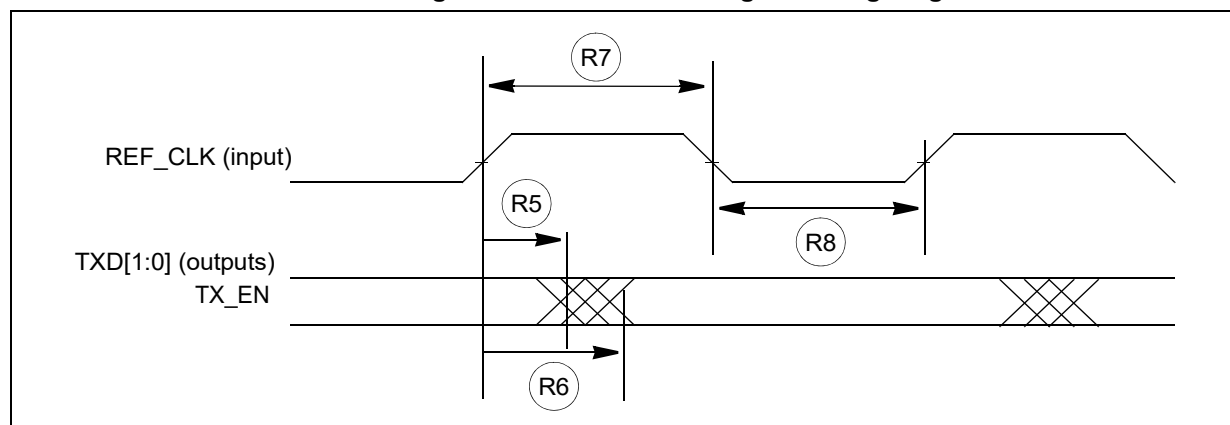 R7
REF_CLK (input)
R5
R8
TXD[1:0] (outputs)
TX_EN
R6